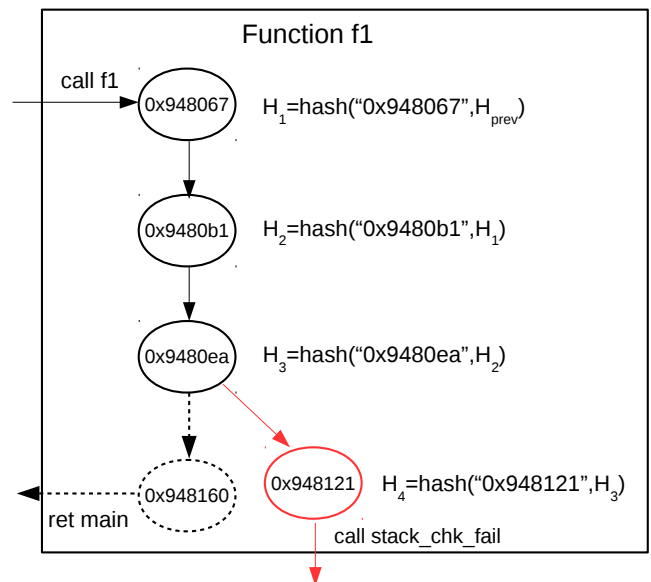 Function f1
call f1
0x948067 H₁=hash(“0x948067”,Hₚᵣₑᵥ)
0x9480b1 H₂=hash(“0x9480b1”,H₁)
0x9480ea H₃=hash(“0x9480ea”,H₂)
0x948160 0x948121 H₄=hash(“0x948121”,H₃)
ret main
call stack_chk_fail